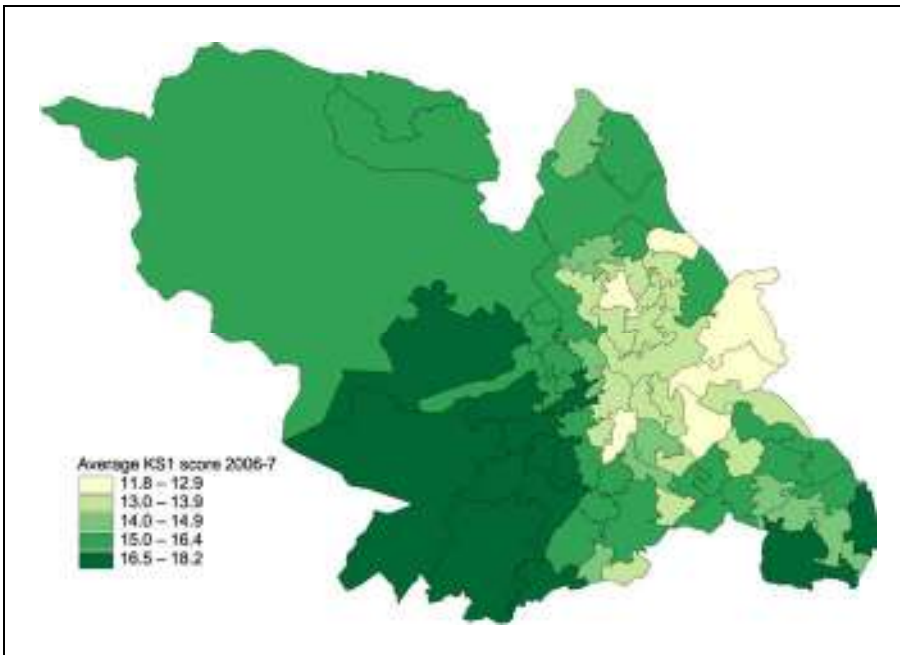 Average KS1 score 2006-7
11.8 – 12.9
13.0 – 13.9
14.0 – 14.9
15.0 – 16.4
16.5 – 18.2